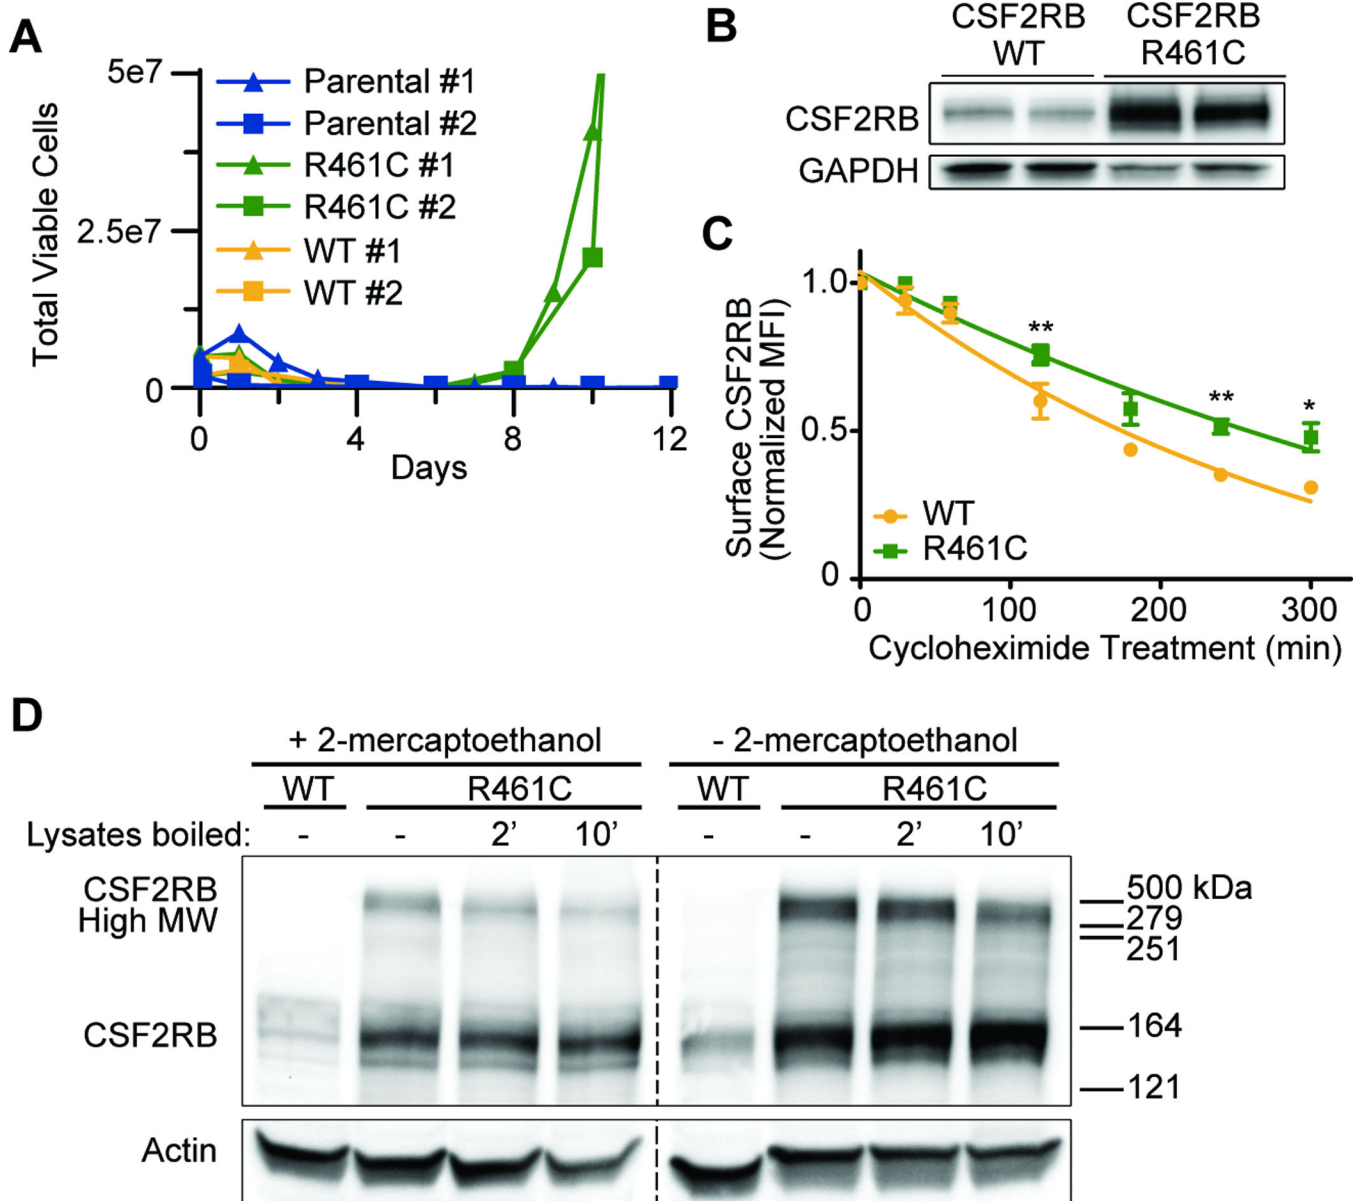 A
Total Viable Cells
5e7
2.5e7
0
Parental #1
Parental #2
R461C #1
R461C #2
WT #1
WT #2
0 4 8 12
Days
B
CSF2RB WT
CSF2RB R461C
CSF2RB
GAPDH
C
Surface CSF2RB
(Normalized MFI)
1.0
0.5
0
** ** *
WT
R461C
0 100 200 300
Cycloheximide Treatment (min)
D
+ 2-mercaptoethanol - 2-mercaptoethanol
WT R461C WT R461C
Lysates boiled: - - 2’ 10’ - - 2’ 10’
CSF2RB
High MW
CSF2RB
500 kDa
279
251
164
121
Actin